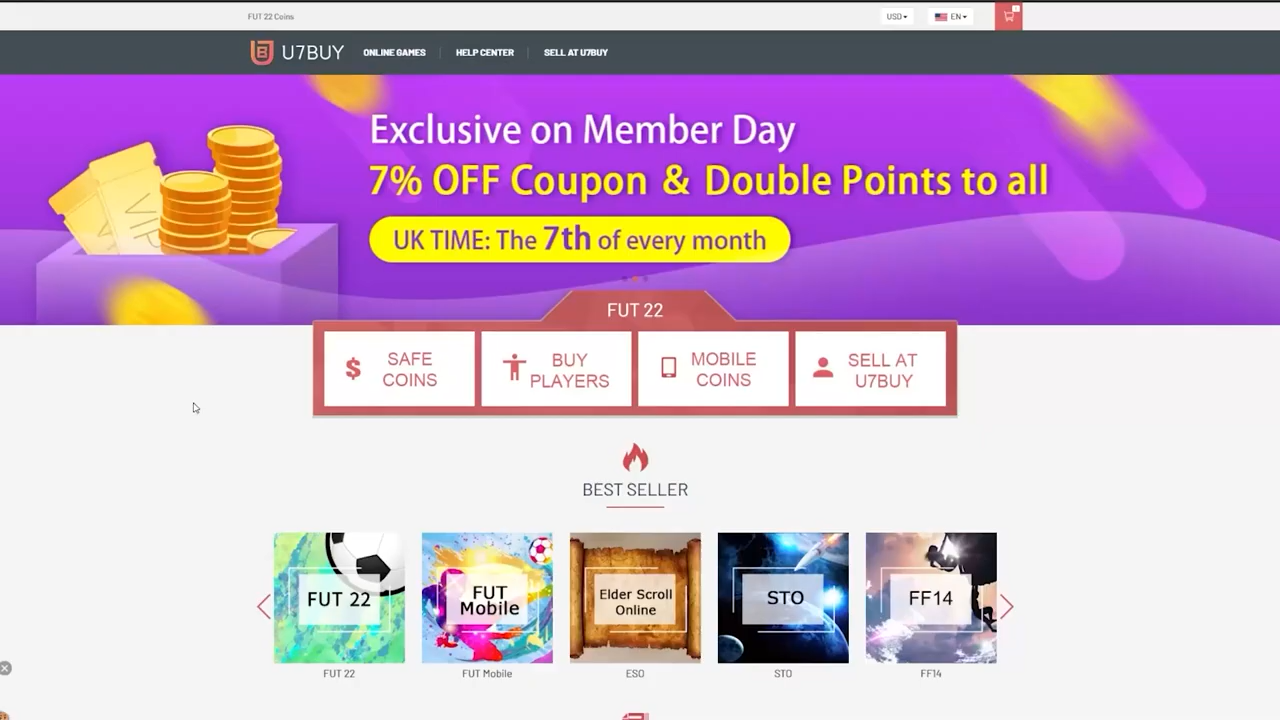 FUT 22 Coins
USD
EN
1
U7BUY
ONLINE GAMES
HELP CENTER
SELL AT U7BUY
Exclusive on Member Day
7% OFF Coupon & Double Points to all
UK TIME: The 7th of every month
FUT 22
SAFE
COINS
BUY
PLAYERS
MOBILE
COINS
SELL AT
U7BUY
BEST SELLER
FUT 22
FUT
Mobile
Elder Scroll
Online
STO
FF14
FUT 22
FUT Mobile
ESO
STO
FF14